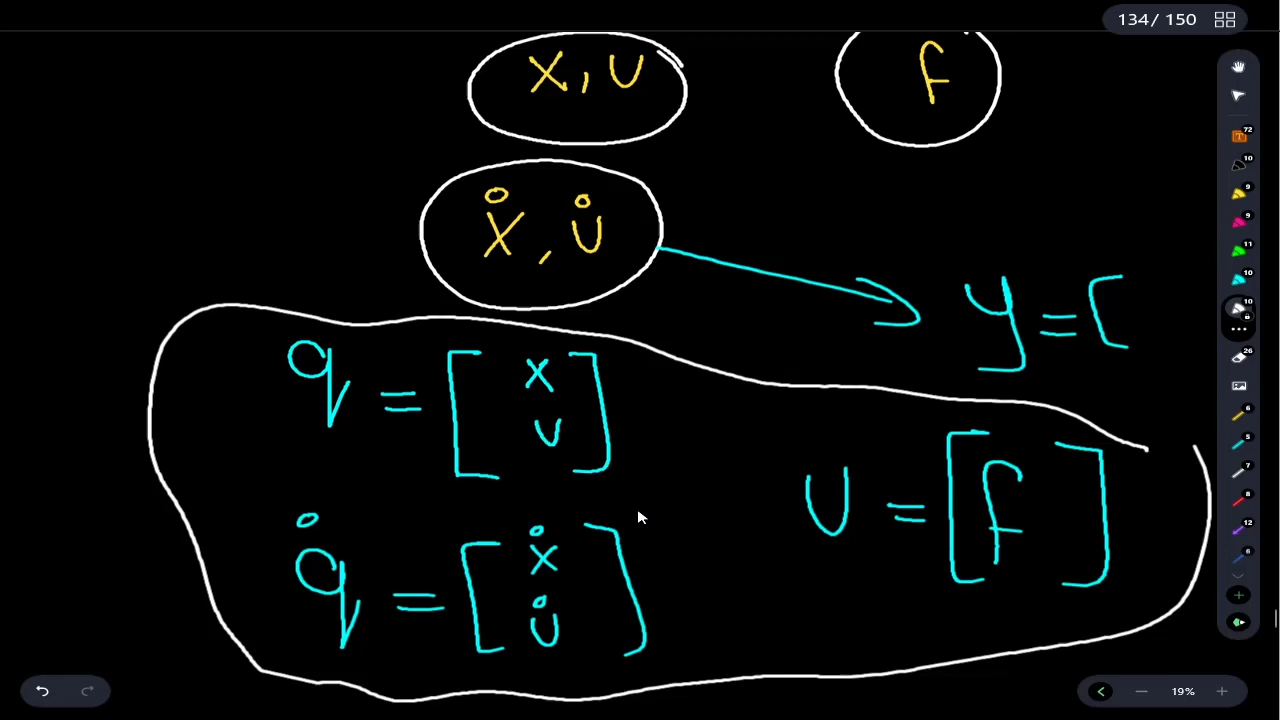 134/ 150
x, v f
ẋ, v̇
y = [
q = [ x
v ]
U = [ f ]
q̇ = [ ẋ
v̇ ]
19%